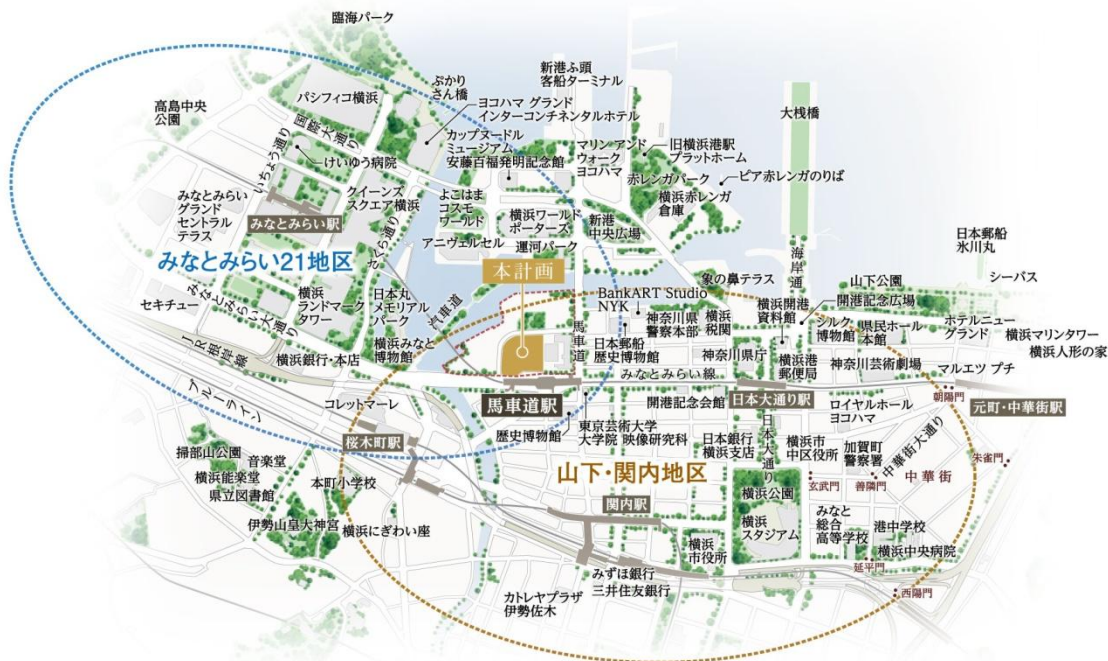 臨海パーク
ぷかり
さん橋
新港ふ頭
客船ターミナル
パシフィコ横浜
高島中央
公園
ヨコハマ グランド
インターコンチネンタルホテル
大桟橋
国際大通り
いちょう通り
けいゆう病院
カップヌードル
ミュージアム
安藤百福発明記念館
マリン アンド
ウォーク
ヨコハマ
旧横浜港駅
プラットホーム
赤レンガパーク
ピア赤レンガのりば
横浜赤レンガ
倉庫
みなとみらい
グランド
セントラル
テラス
みなとみらい駅
クイーンズ
スクエア横浜
よこはま
コスモ
ワールド
横浜ワールド
ポーターズ
新港
中央広場
アニヴェルセル
運河パーク
さくら通り
みなとみらい21地区
本計画
海岸通
日本郵船
氷川丸
象の鼻テラス
山下公園
シーバス
セキチュー
みなとみらい大通り
横浜
ランドマーク
タワー
日本丸
メモリアル
パーク
汽車道
BankART Studio
NYK
神奈川県
警察本部
横浜
税関
横浜開港
資料館
開港記念広場
シルク
博物館
県民ホール
本館
ホテルニュー
グランド
横浜マリンタワー
横浜人形の家
馬車道
日本郵船
歴史博物館
神奈川県庁
横浜港
郵便局
神奈川芸術劇場
マルエツ プチ
横浜みなと
博物館
横浜銀行・本店
JR根岸線
ブルーライン
みなとみらい線
馬車道駅
開港記念会館
日本大通り駅
朝陽門
元町・中華街駅
コレットマーレ
歴史博物館
東京芸術大学
大学院 映像研究科
ロイヤルホール
ヨコハマ
桜木町駅
日本銀行
横浜支店
日本大通り
横浜市
中区役所
加賀町
警察署
中華街大通り
朱雀門
掃部山公園
音楽堂
横浜能楽堂
県立図書館
本町小学校
山下・関内地区
玄武門
善隣門
中華街
横浜公園
関内駅
横浜
スタジアム
みなと
総合
高等学校
港中学校
伊勢山皇大神宮
横浜にぎわい座
横浜
市役所
横浜中央病院
延平門
みずほ銀行
三井住友銀行
カトレヤプラザ
伊勢佐木
西陽門